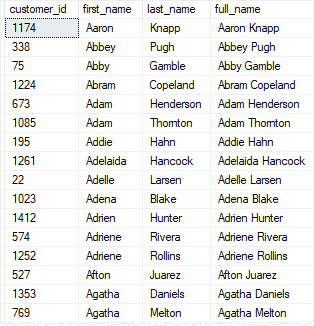 customer_id first_name last_name full_name
1174 Aaron Knapp Aaron Knapp
338 Abbey Pugh Abbey Pugh
75 Abby Gamble Abby Gamble
1224 Abram Copeland Abram Copeland
673 Adam Henderson Adam Henderson
1085 Adam Thornton Adam Thornton
195 Addie Hahn Addie Hahn
1261 Adelaida Hancock Adelaida Hancock
22 Adelle Larsen Adelle Larsen
1023 Adena Blake Adena Blake
1412 Adrien Hunter Adrien Hunter
574 Adriene Rivera Adriene Rivera
1252 Adriene Rollins Adriene Rollins
527 Afton Juarez Afton Juarez
1353 Agatha Daniels Agatha Daniels
769 Agatha Melton Agatha Melton